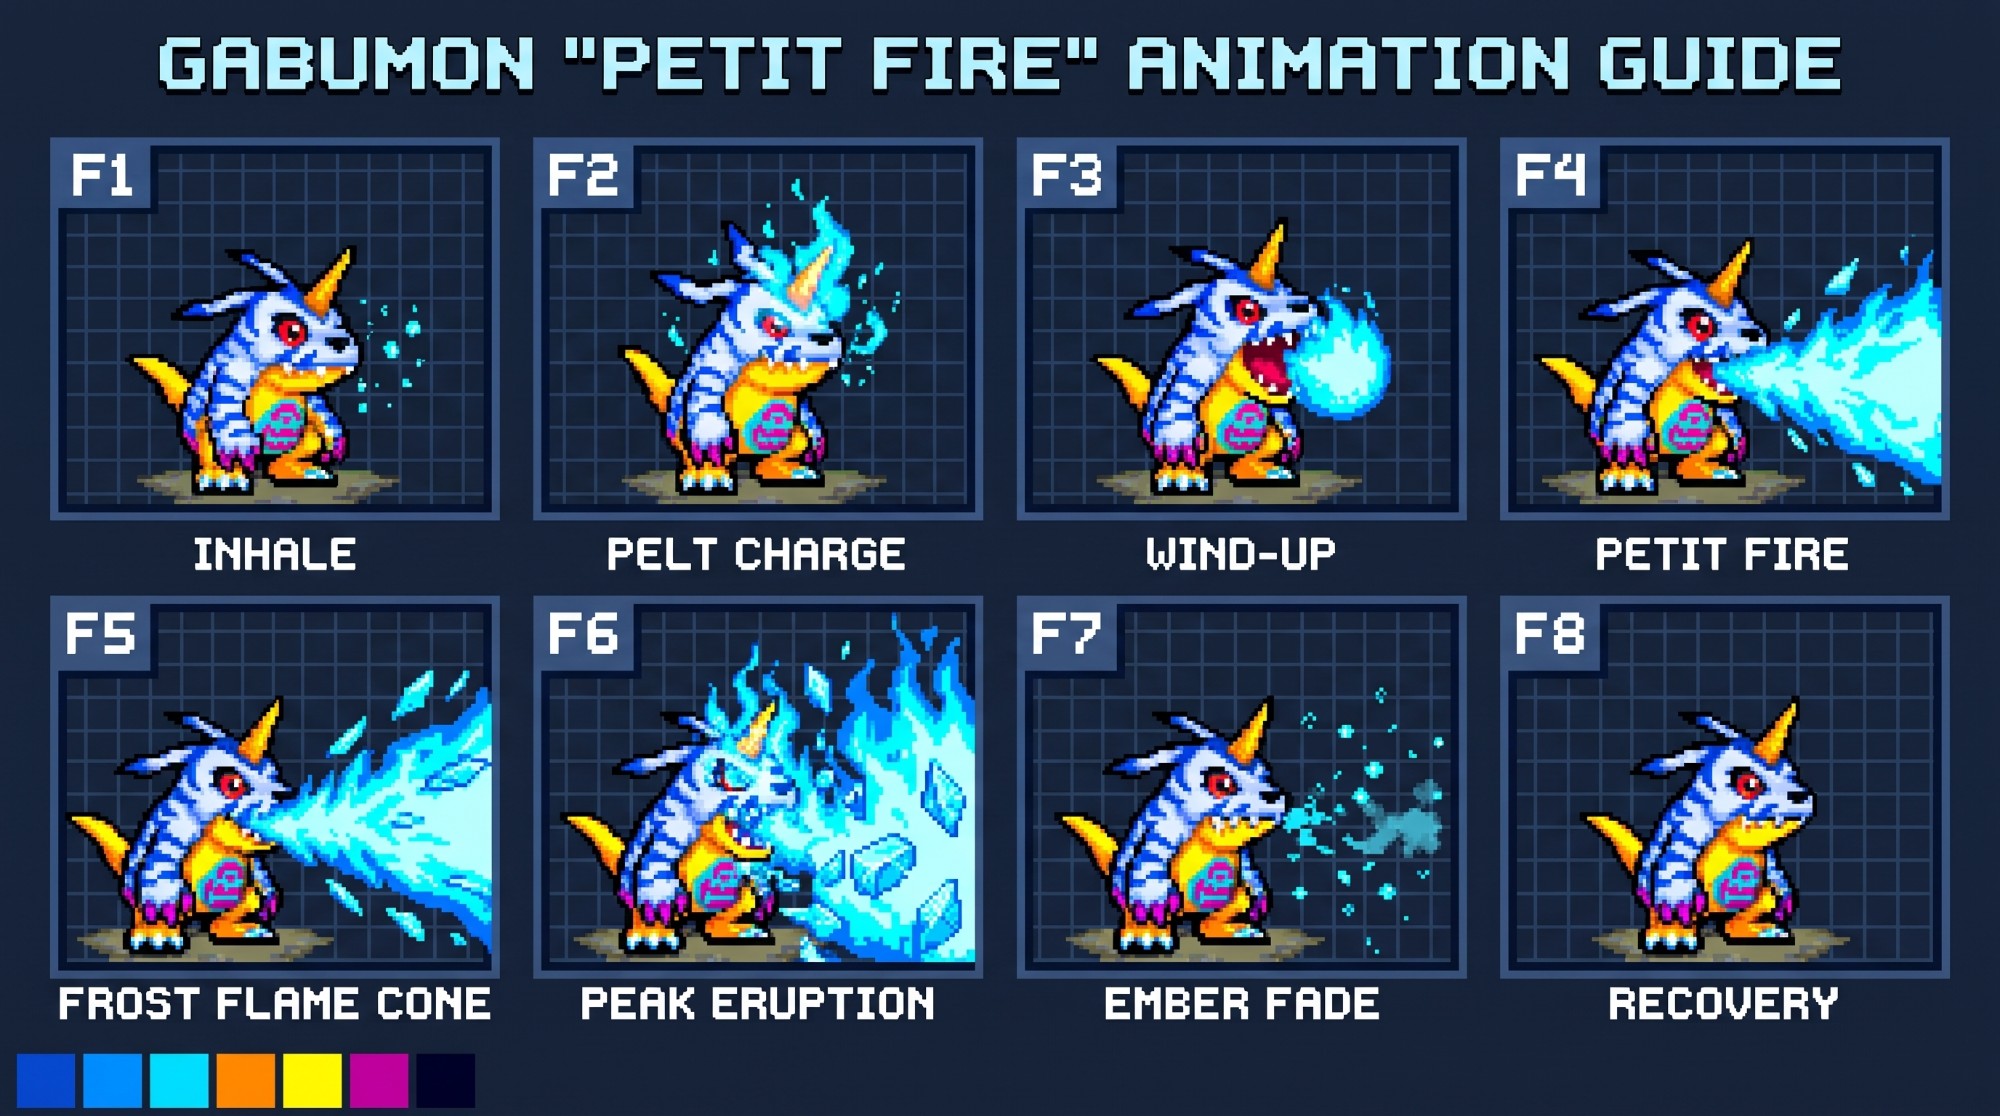 GABUMON "PETIT FIRE" ANIMATION GUIDE
F1
F2
F3
F4
INHALE
PELT CHARGE
WIND-UP
PETIT FIRE
F5
F6
F7
F8
FROST FLAME CONE
PEAK ERUPTION
EMBER FADE
RECOVERY